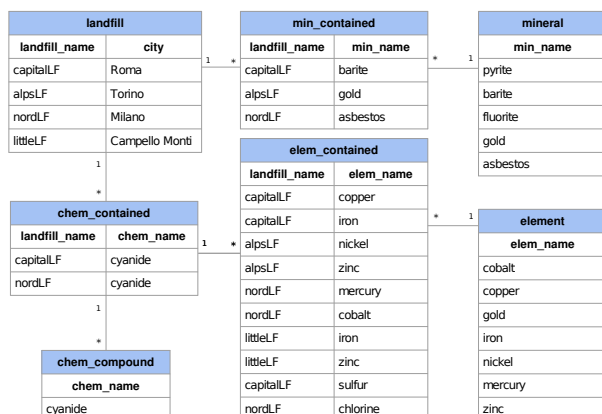 landfill
landfill_name city
capitalLF Roma
alpsLF Torino
nordLF Milano
littleLF Campello Monti
1 *
min_contained
landfill_name min_name
capitalLF barite
alpsLF gold
nordLF asbestos
* 1
mineral
min_name
pyrite
barite
fluorite
gold
asbestos
1
*
chem_contained
landfill_name chem_name
capitalLF cyanide
nordLF cyanide
1 *
elem_contained
landfill_name elem_name
capitalLF copper
capitalLF iron
alpsLF nickel
alpsLF zinc
nordLF mercury
nordLF cobalt
littleLF iron
littleLF zinc
capitalLF sulfur
nordLF chlorine
* 1
element
elem_name
cobalt
copper
gold
iron
nickel
mercury
zinc
1
*
chem_compound
chem_name
cyanide